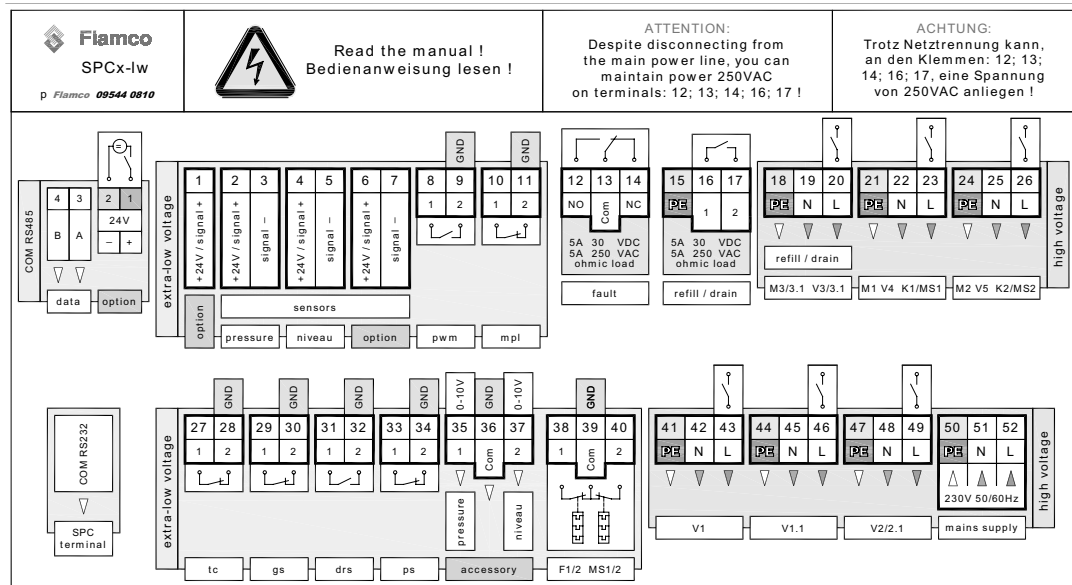 Flamco
SPCx-lw
p Flamco 09544 0810
Read the manual !
Bedienanweisung lesen !
ATTENTION:
Despite disconnecting from
the main power line, you can
maintain power 250VAC
on terminals: 12; 13; 14; 16; 17 !
ACHTUNG:
Trotz Netztrennung kann,
an den Klemmen: 12; 13;
14; 16; 17, eine Spannung
von 250VAC anliegen !
COM RS485
4 3
B A
data
2 1
24V
– +
option
extra-low voltage
1 2 3 4 5 6 7
+24V / signal +
+24V / signal +
signal –
+24V / signal +
signal –
+24V / signal +
signal –
option
sensors
pressure niveau option
GND
8 9
1 2
pwm
GND
10 11
1 2
mpl
12 13 14
NO Com NC
5A 30 VDC
5A 250 VAC
ohmic load
fault
15 16 17
PE 1 2
5A 30 VDC
5A 250 VAC
ohmic load
refill / drain
18 19 20
PE N L
refill / drain
M3/3.1 V3/3.1
21 22 23
PE N L
M1 V4 K1/MS1
24 25 26
PE N L
M2 V5 K2/MS2
high voltage
COM RS232
SPC
terminal
extra-low voltage
GND
27 28
1 2
tc
GND
29 30
1 2
gs
GND
31 32
1 2
drs
GND
33 34
1 2
ps
0-10V GND 0-10V
35 36 37
1 Com 2
pressure
niveau
accessory
GND
38 39 40
1 Com 2
F1/2 MS1/2
41 42 43
PE N L
V1
44 45 46
PE N L
V1.1
47 48 49
PE N L
V2/2.1
50 51 52
PE N L
230V 50/60Hz
mains supply
high voltage